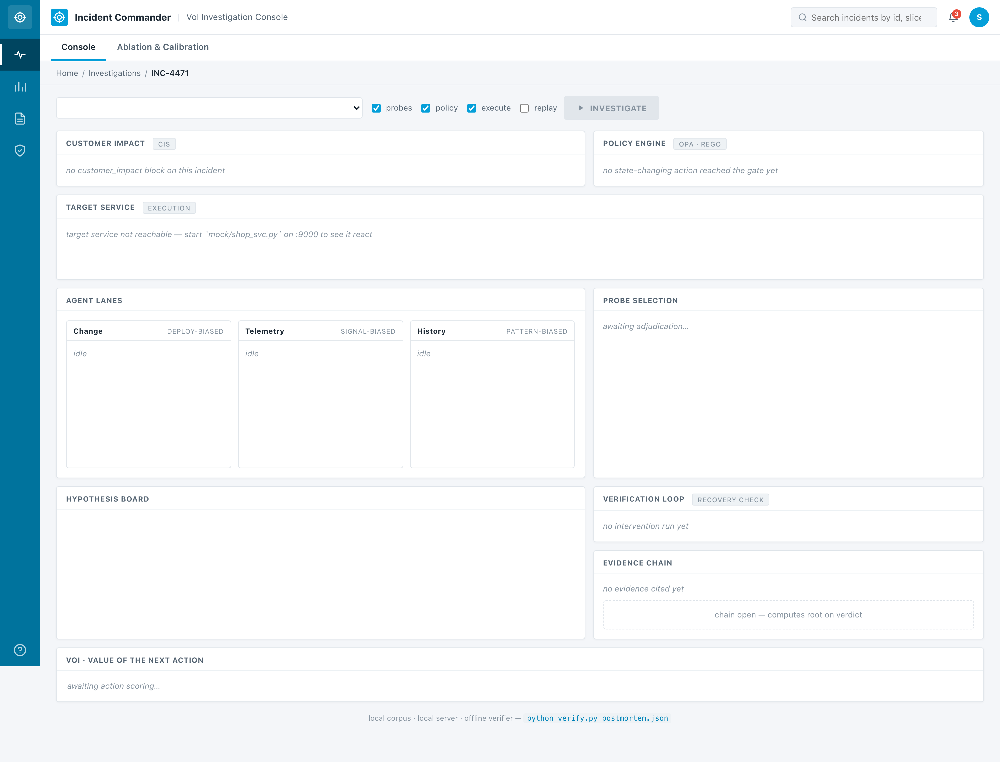 Incident Commander
VoI Investigation Console
Search incidents by id, slice
3
S
Console
Ablation & Calibration
Home / Investigations / INC-4471
probes
policy
execute
replay
INVESTIGATE
CUSTOMER IMPACT
CIS
no customer_impact block on this incident
POLICY ENGINE
OPA · REGO
no state-changing action reached the gate yet
TARGET SERVICE
EXECUTION
target service not reachable — start `mock/shop_svc.py` on :9000 to see it react
AGENT LANES
Change
DEPLOY-BIASED
idle
Telemetry
SIGNAL-BIASED
idle
History
PATTERN-BIASED
idle
PROBE SELECTION
awaiting adjudication…
HYPOTHESIS BOARD
VERIFICATION LOOP
RECOVERY CHECK
no intervention run yet
EVIDENCE CHAIN
no evidence cited yet
chain open — computes root on verdict
VOI · VALUE OF THE NEXT ACTION
awaiting action scoring…
local corpus · local server · offline verifier — python verify.py postmortem.json